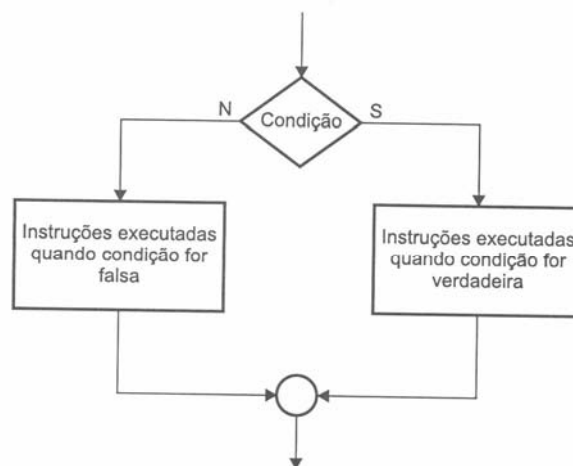 N
Condição
S
Instruções executadas
quando condição for
falsa
Instruções executadas
quando condição for
verdadeira